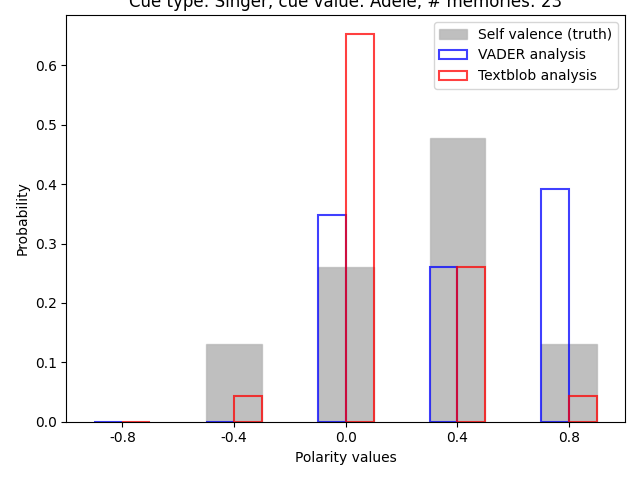 Cue type: Singer, cue value: Adele, # memories: 23
Self valence (truth)
VADER analysis
Textblob analysis
Probability
0.6
0.5
0.4
0.3
0.2
0.1
0.0
-0.8 -0.4 0.0 0.4 0.8
Polarity values